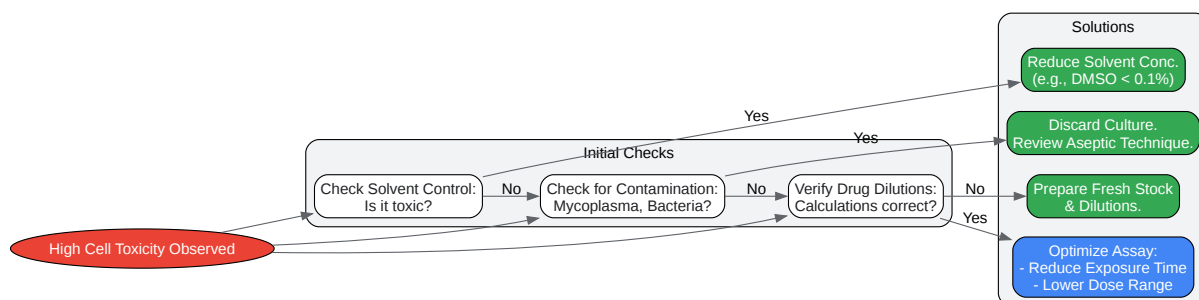 Solutions
Reduce Solvent Conc.
(e.g., DMSO < 0.1%)
Yes
Discard Culture.
Review Aseptic Technique.
Yes
Initial Checks
Check Solvent Control:
Is it toxic?
No
Check for Contamination:
Mycoplasma, Bacteria?
No
Verify Drug Dilutions:
Calculations correct?
No
Prepare Fresh Stock
& Dilutions.
Yes
High Cell Toxicity Observed
Optimize Assay:
- Reduce Exposure Time
- Lower Dose Range